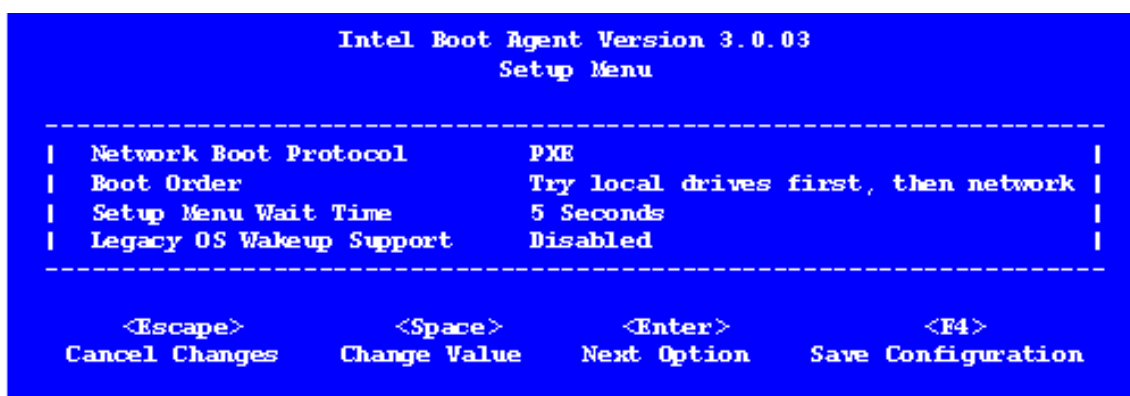 Intel Boot Agent Version 3.0.03
Setup Menu
Network Boot Protocol PXE
Boot Order Try local drives first, then network
Setup Menu Wait Time 5 Seconds
Legacy OS Wakeup Support Disabled
<Escape> <Space> <Enter> <F4>
Cancel Changes Change Value Next Option Save Configuration